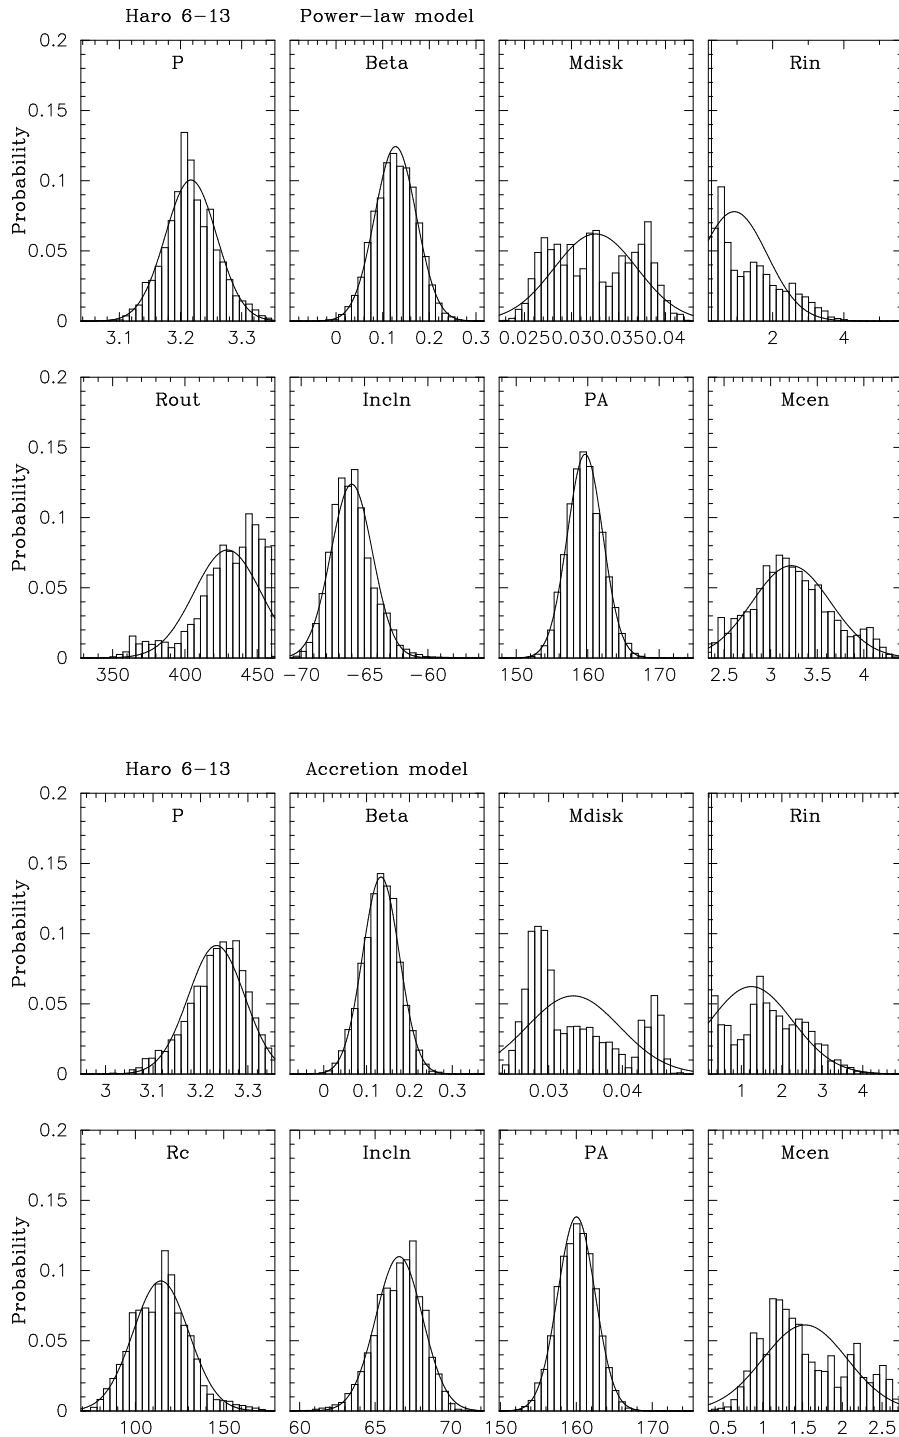 Haro 6-13 Power-law model
P Beta Mdisk Rin
Probability
0.2
0.15
0.1
0.05
0
3.1 3.2 3.3 0 0.1 0.2 0.3 0.025 0.03 0.035 0.04 2 4
Rout Incln PA Mcen
Probability
0.2
0.15
0.1
0.05
0
350 400 450 -70 -65 -60 150 160 170 2.5 3 3.5 4
Haro 6-13 Accretion model
P Beta Mdisk Rin
Probability
0.2
0.15
0.1
0.05
0
3 3.1 3.2 3.3 0 0.1 0.2 0.3 0.03 0.04 1 2 3 4
Rc Incln PA Mcen
Probability
0.2
0.15
0.1
0.05
0
100 150 60 65 70 150 160 170 0.5 1 1.5 2 2.5